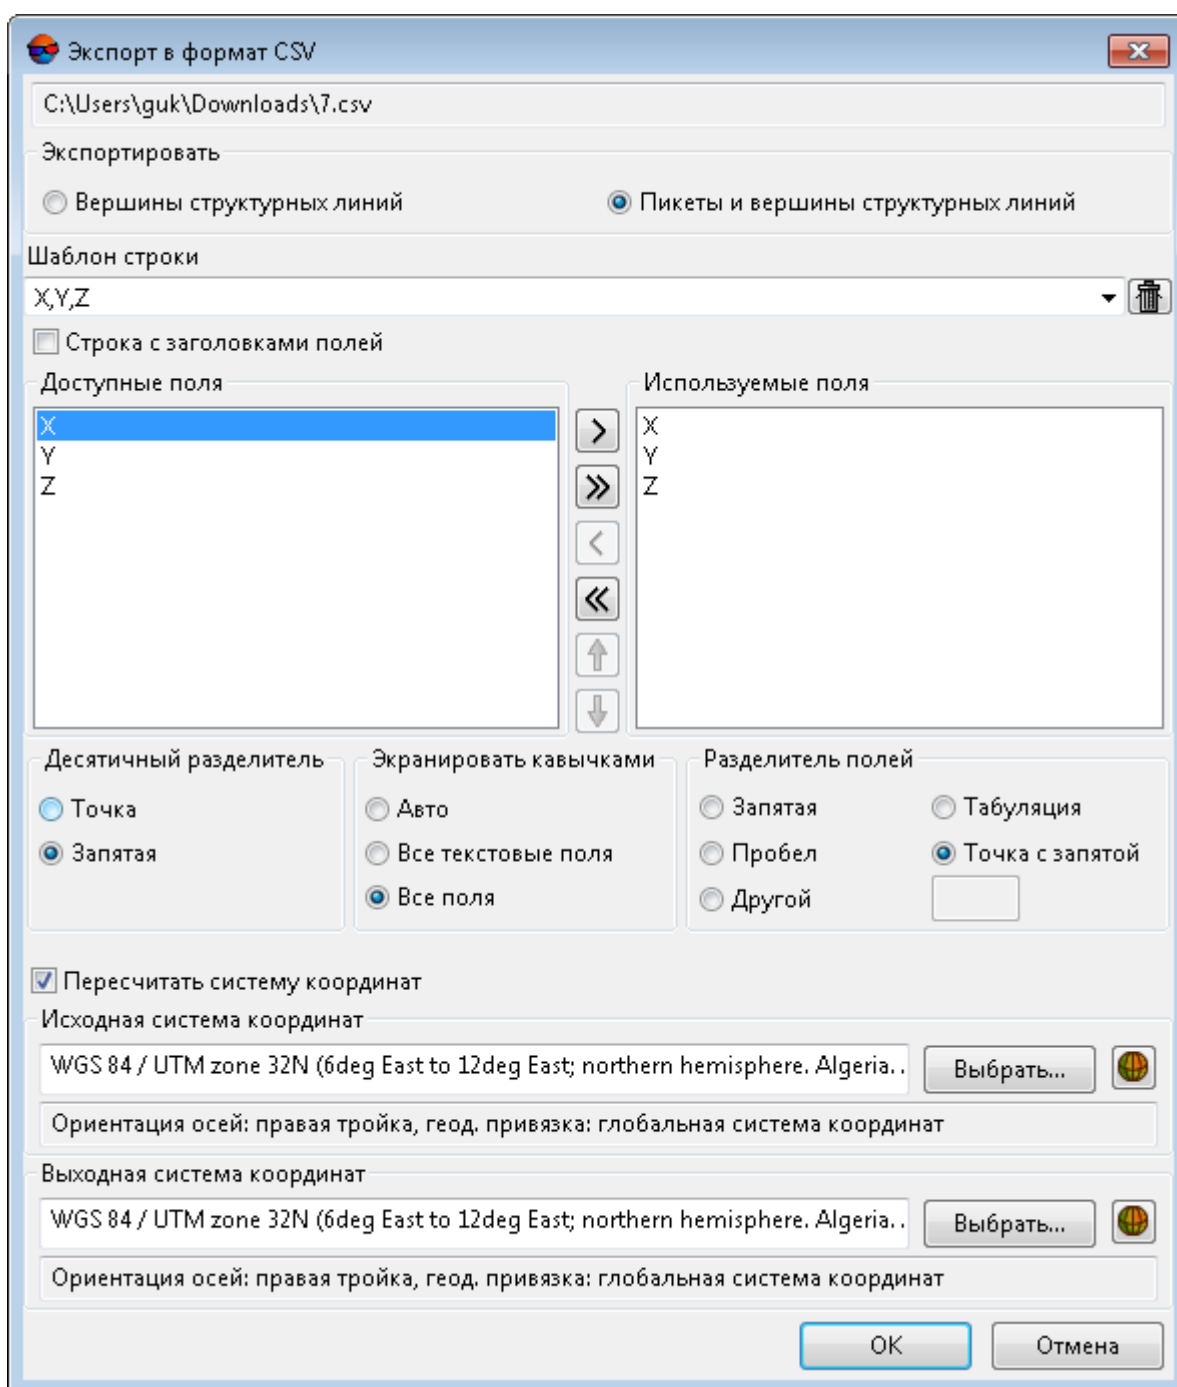 Экспорт в формат CSV
C:\Users\guk\Downloads\7.csv
Экспортировать
Вершины структурных линий
Пикеты и вершины структурных линий
Шаблон строки
X,Y,Z
Строка с заголовками полей
Доступные поля
X
Y
Z
Используемые поля
X
Y
Z
Десятичный разделитель
Точка
Запятая
Экранировать кавычками
Авто
Все текстовые поля
Все поля
Разделитель полей
Запятая
Табуляция
Пробел
Точка с запятой
Другой
Пересчитать систему координат
Исходная система координат
WGS 84 / UTM zone 32N (6deg East to 12deg East; northern hemisphere. Algeria. .
Выбрать...
Ориентация осей: правая тройка, геод. привязка: глобальная система координат
Выходная система координат
WGS 84 / UTM zone 32N (6deg East to 12deg East; northern hemisphere. Algeria. .
Выбрать...
Ориентация осей: правая тройка, геод. привязка: глобальная система координат
OK
Отмена